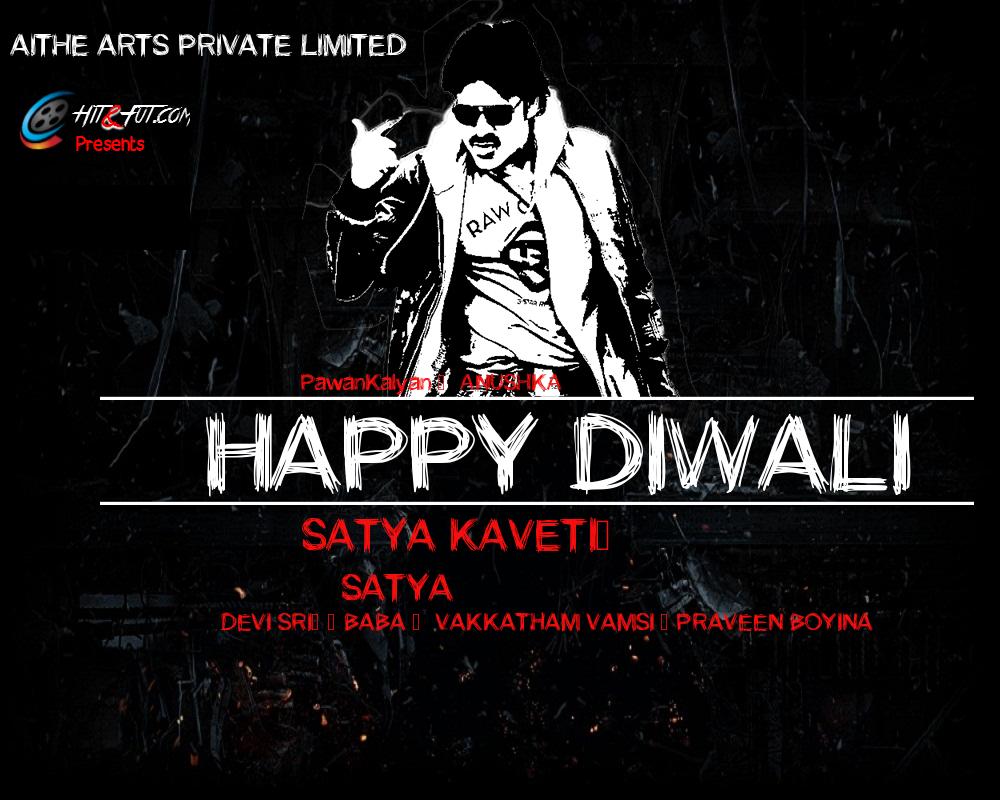 AITHE ARTS PRIVATE LIMITED
HIT&FUT.COM
Presents
RAW
PawanKalyan ▯ ANUSHKA
HAPPY DIWALI
SATYA KAVETI▯
SATYA
DEVI SRI▯ ▯ BABA ▯ VAKKATHAM VAMSI ▯ PRAVEEN BOYINA